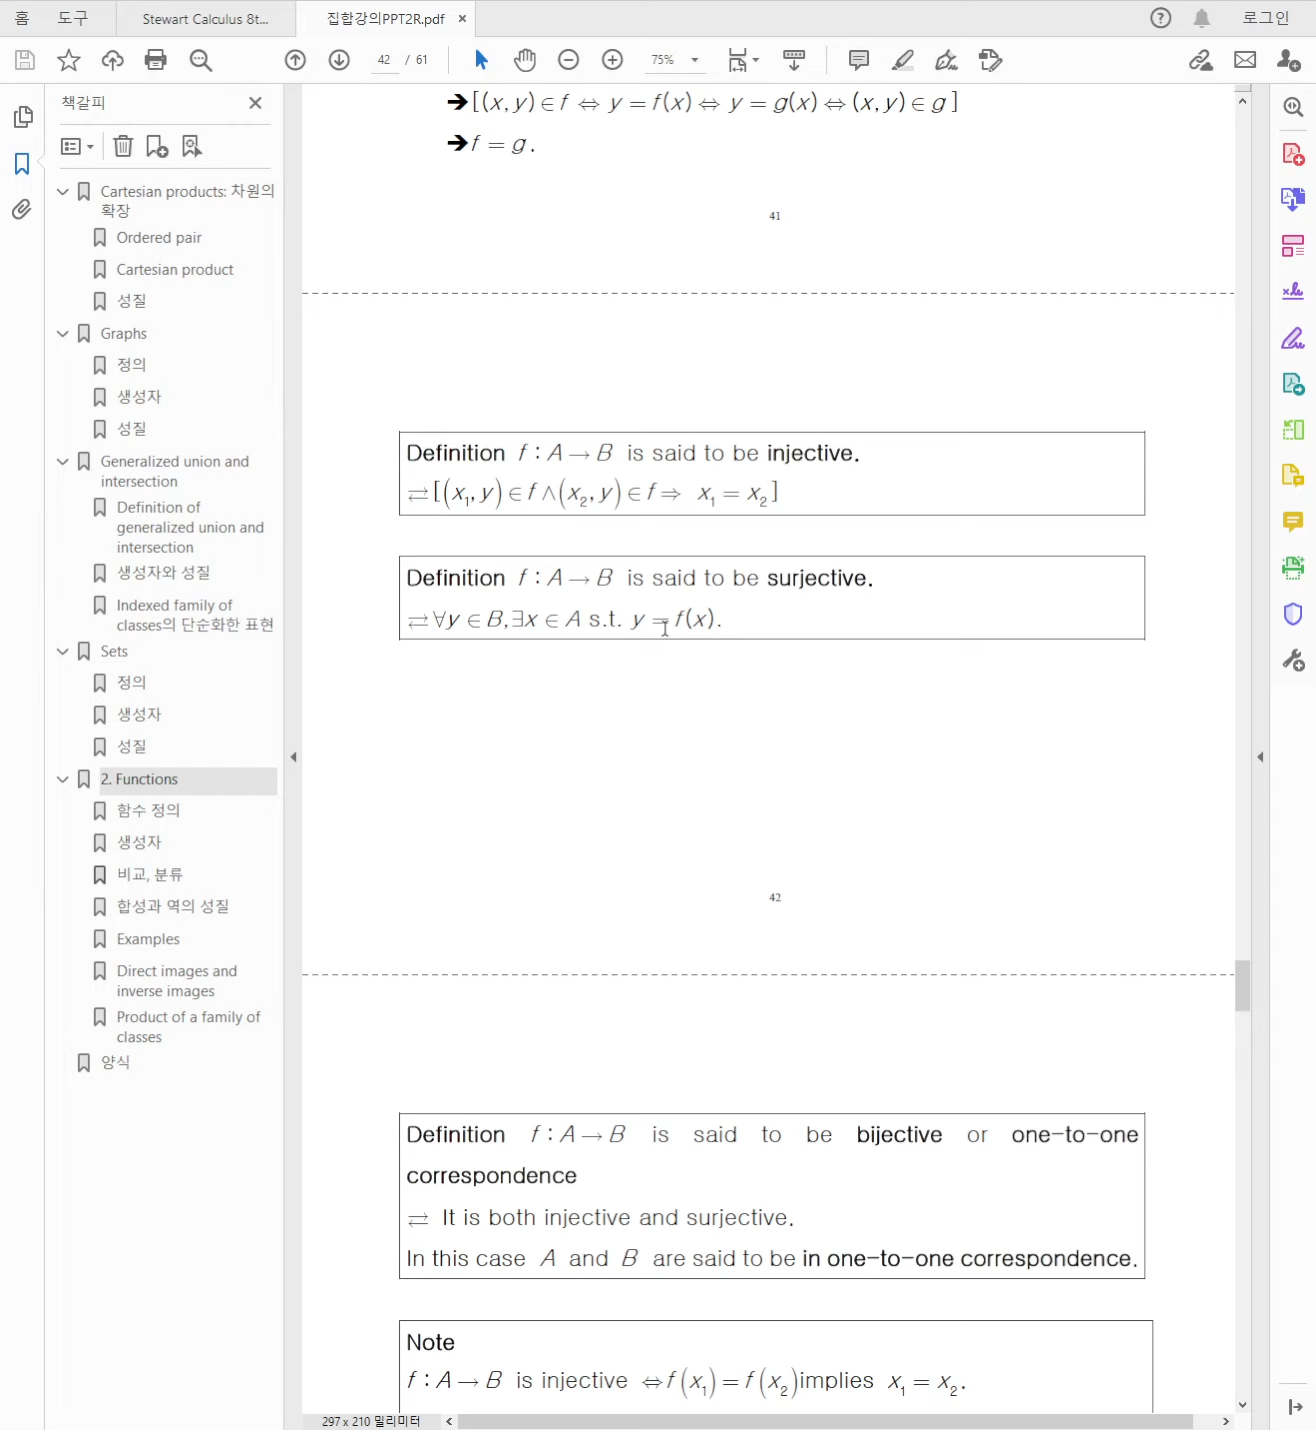 홈 도구 Stewart Calculus 8t... 집합강의PPT2R.pdf × 로그인
42 / 61 75%
책갈피
Cartesian products: 차원의
확장
Ordered pair
Cartesian product
성질
Graphs
정의
생성자
성질
Generalized union and
intersection
Definition of
generalized union and
intersection
생성자와 성질
Indexed family of
classes의 단순화한 표현
Sets
정의
생성자
성질
2. Functions
함수 정의
생성자
비교, 분류
합성과 역의 성질
Examples
Direct images and
inverse images
Product of a family of
classes
양식
➔[(x, y)∈f ⇔ y = f(x) ⇔ y = g(x) ⇔ (x, y)∈g]
➔f = g.
41
Definition f : A → B is said to be injective.
⇄[(x₁, y)∈f∧(x₂, y)∈f⇒ x₁ = x₂]
Definition f : A → B is said to be surjective.
⇄∀y∈B,∃x∈A s.t. y = f(x).
42
Definition f : A → B is said to be bijective or one-to-one
correspondence
⇄ It is both injective and surjective.
In this case A and B are said to be in one-to-one correspondence.
Note
f : A → B is injective ⇔f(x₁) = f(x₂)implies x₁ = x₂.
297 x 210 밀리미터